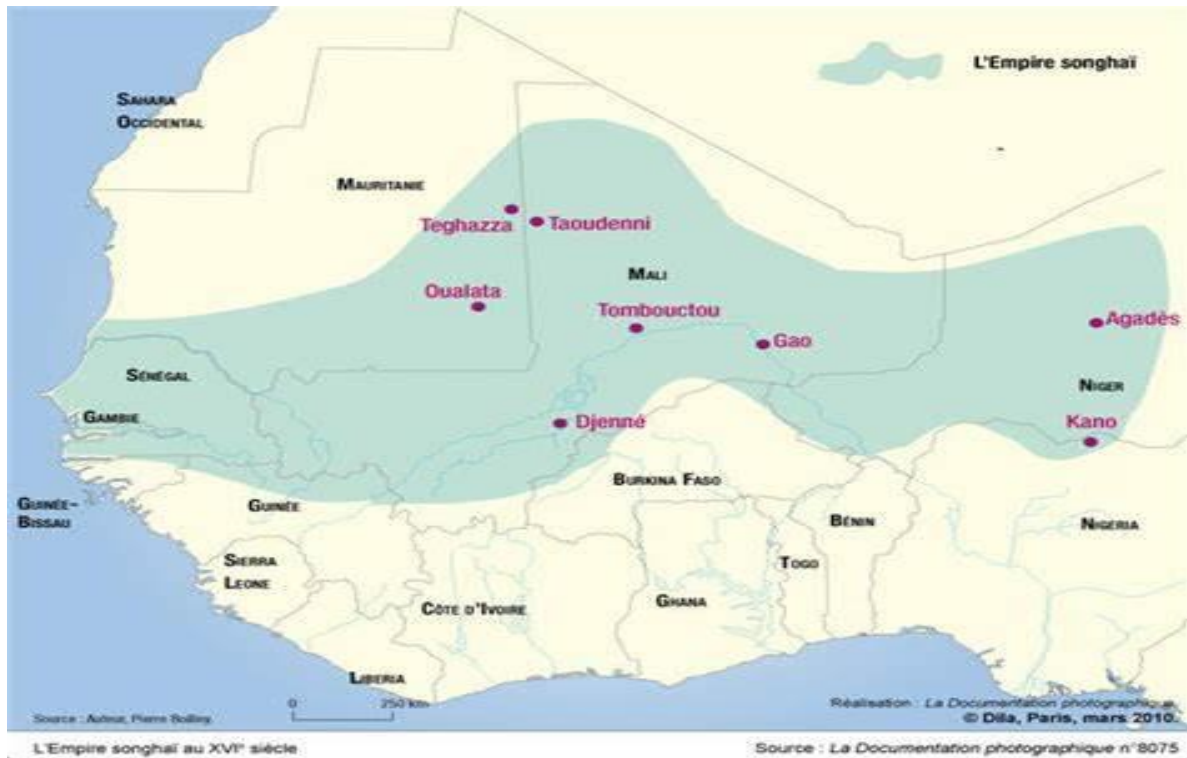 L'Empire songhaï
SAHARA
OCCIDENTAL
MAURITANIE
Teghazza
Taoudenni
MALI
Oualata
Tombouctou
Agadès
Gao
SÉNÉGAL
NIGER
GAMBIE
Djenné
Kano
BURKINA FASO
GUINÉE-
BISSAU
GUINÉE
BÉNIN
NIGERIA
SIERRA
LEONE
TOGO
CÔTE D'IVOIRE
GHANA
LIBERIA
0 250 km
Source : Auteur, Pierre Boilley.
Réalisation : La Documentation photographique.
© Dila, Paris, mars 2010.
L'Empire songhaï au XVIe siècle
Source : La Documentation photographique n°8075